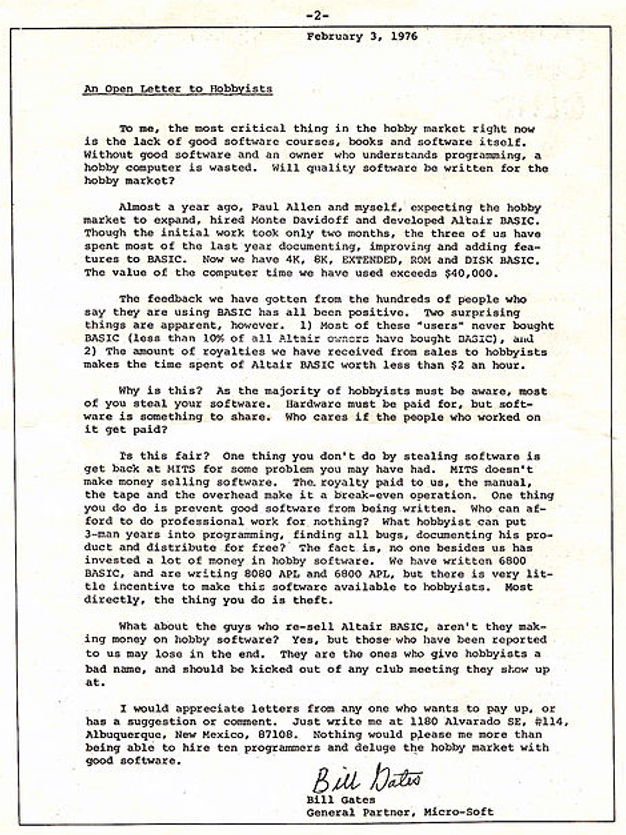 -2-
February 3, 1976
An Open Letter to Hobbyists
To me, the most critical thing in the hobby market right now
is the lack of good software courses, books and software itself.
Without good software and an owner who understands programming, a
hobby computer is wasted. Will quality software be written for the
hobby market?
Almost a year ago, Paul Allen and myself, expecting the hobby
market to expand, hired Monte Davidoff and developed Altair BASIC.
Though the initial work took only two months, the three of us have
spent most of the last year documenting, improving and adding fea-
tures to BASIC. Now we have 4K, 8K, EXTENDED, ROM and DISK BASIC.
The value of the computer time we have used exceeds $40,000.
The feedback we have gotten from the hundreds of people who
say they are using BASIC has all been positive. Two surprising
things are apparent, however. 1) Most of these "users" never bought
BASIC (less than 10% of all Altair owners have bought BASIC), and
2) The amount of royalties we have received from sales to hobbyists
makes the time spent of Altair BASIC worth less than $2 an hour.
Why is this? As the majority of hobbyists must be aware, most
of you steal your software. Hardware must be paid for, but soft-
ware is something to share. Who cares if the people who worked on
it get paid?
Is this fair? One thing you don't do by stealing software is
get back at MITS for some problem you may have had. MITS doesn't
make money selling software. The royalty paid to us, the manual,
the tape and the overhead make it a break-even operation. One thing
you do do is prevent good software from being written. Who can af-
ford to do professional work for nothing? What hobbyist can put
3-man years into programming, finding all bugs, documenting his pro-
duct and distribute for free? The fact is, no one besides us has
invested a lot of money in hobby software. We have written 6800
BASIC, and are writing 8080 APL and 6800 APL, but there is very lit-
tle incentive to make this software available to hobbyists. Most
directly, the thing you do is theft.
What about the guys who re-sell Altair BASIC, aren't they mak-
ing money on hobby software? Yes, but those who have been reported
to us may lose in the end. They are the ones who give hobbyists a
bad name, and should be kicked out of any club meeting they show up
at.
I would appreciate letters from any one who wants to pay up, or
has a suggestion or comment. Just write me at 1180 Alvarado SE, #114,
Albuquerque, New Mexico, 87108. Nothing would please me more than
being able to hire ten programmers and deluge the hobby market with
good software.
Bill Gates
Bill Gates
General Partner, Micro-Soft